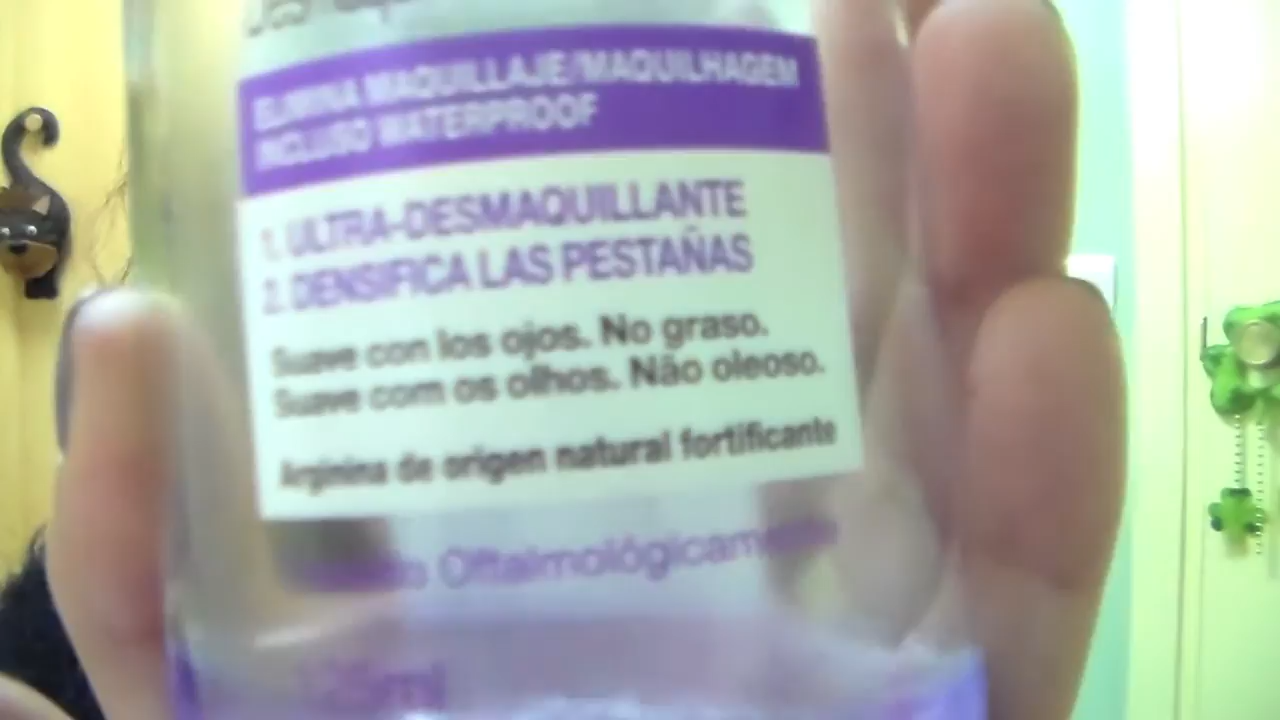 ELIMINA MAQUILLAJE/MAQUILHAGEM
INCLUSO WATERPROOF
1. ULTRA-DESMAQUILLANTE
2. DENSIFICA LAS PESTAÑAS
Suave con los ojos. No graso.
Suave com os olhos. Não oleoso.
Arginina de origen natural fortificante
Oftalmológicamente
125ml